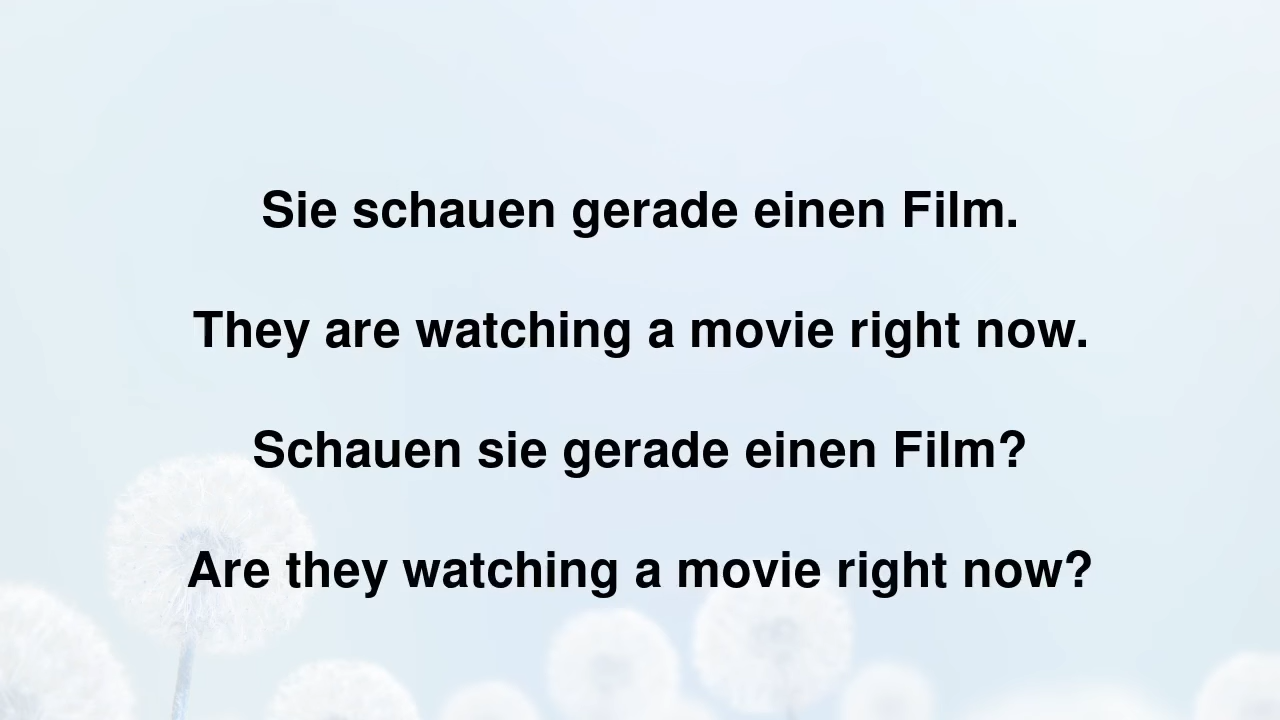 Sie schauen gerade einen Film.
They are watching a movie right now.
Schauen sie gerade einen Film?
Are they watching a movie right now?